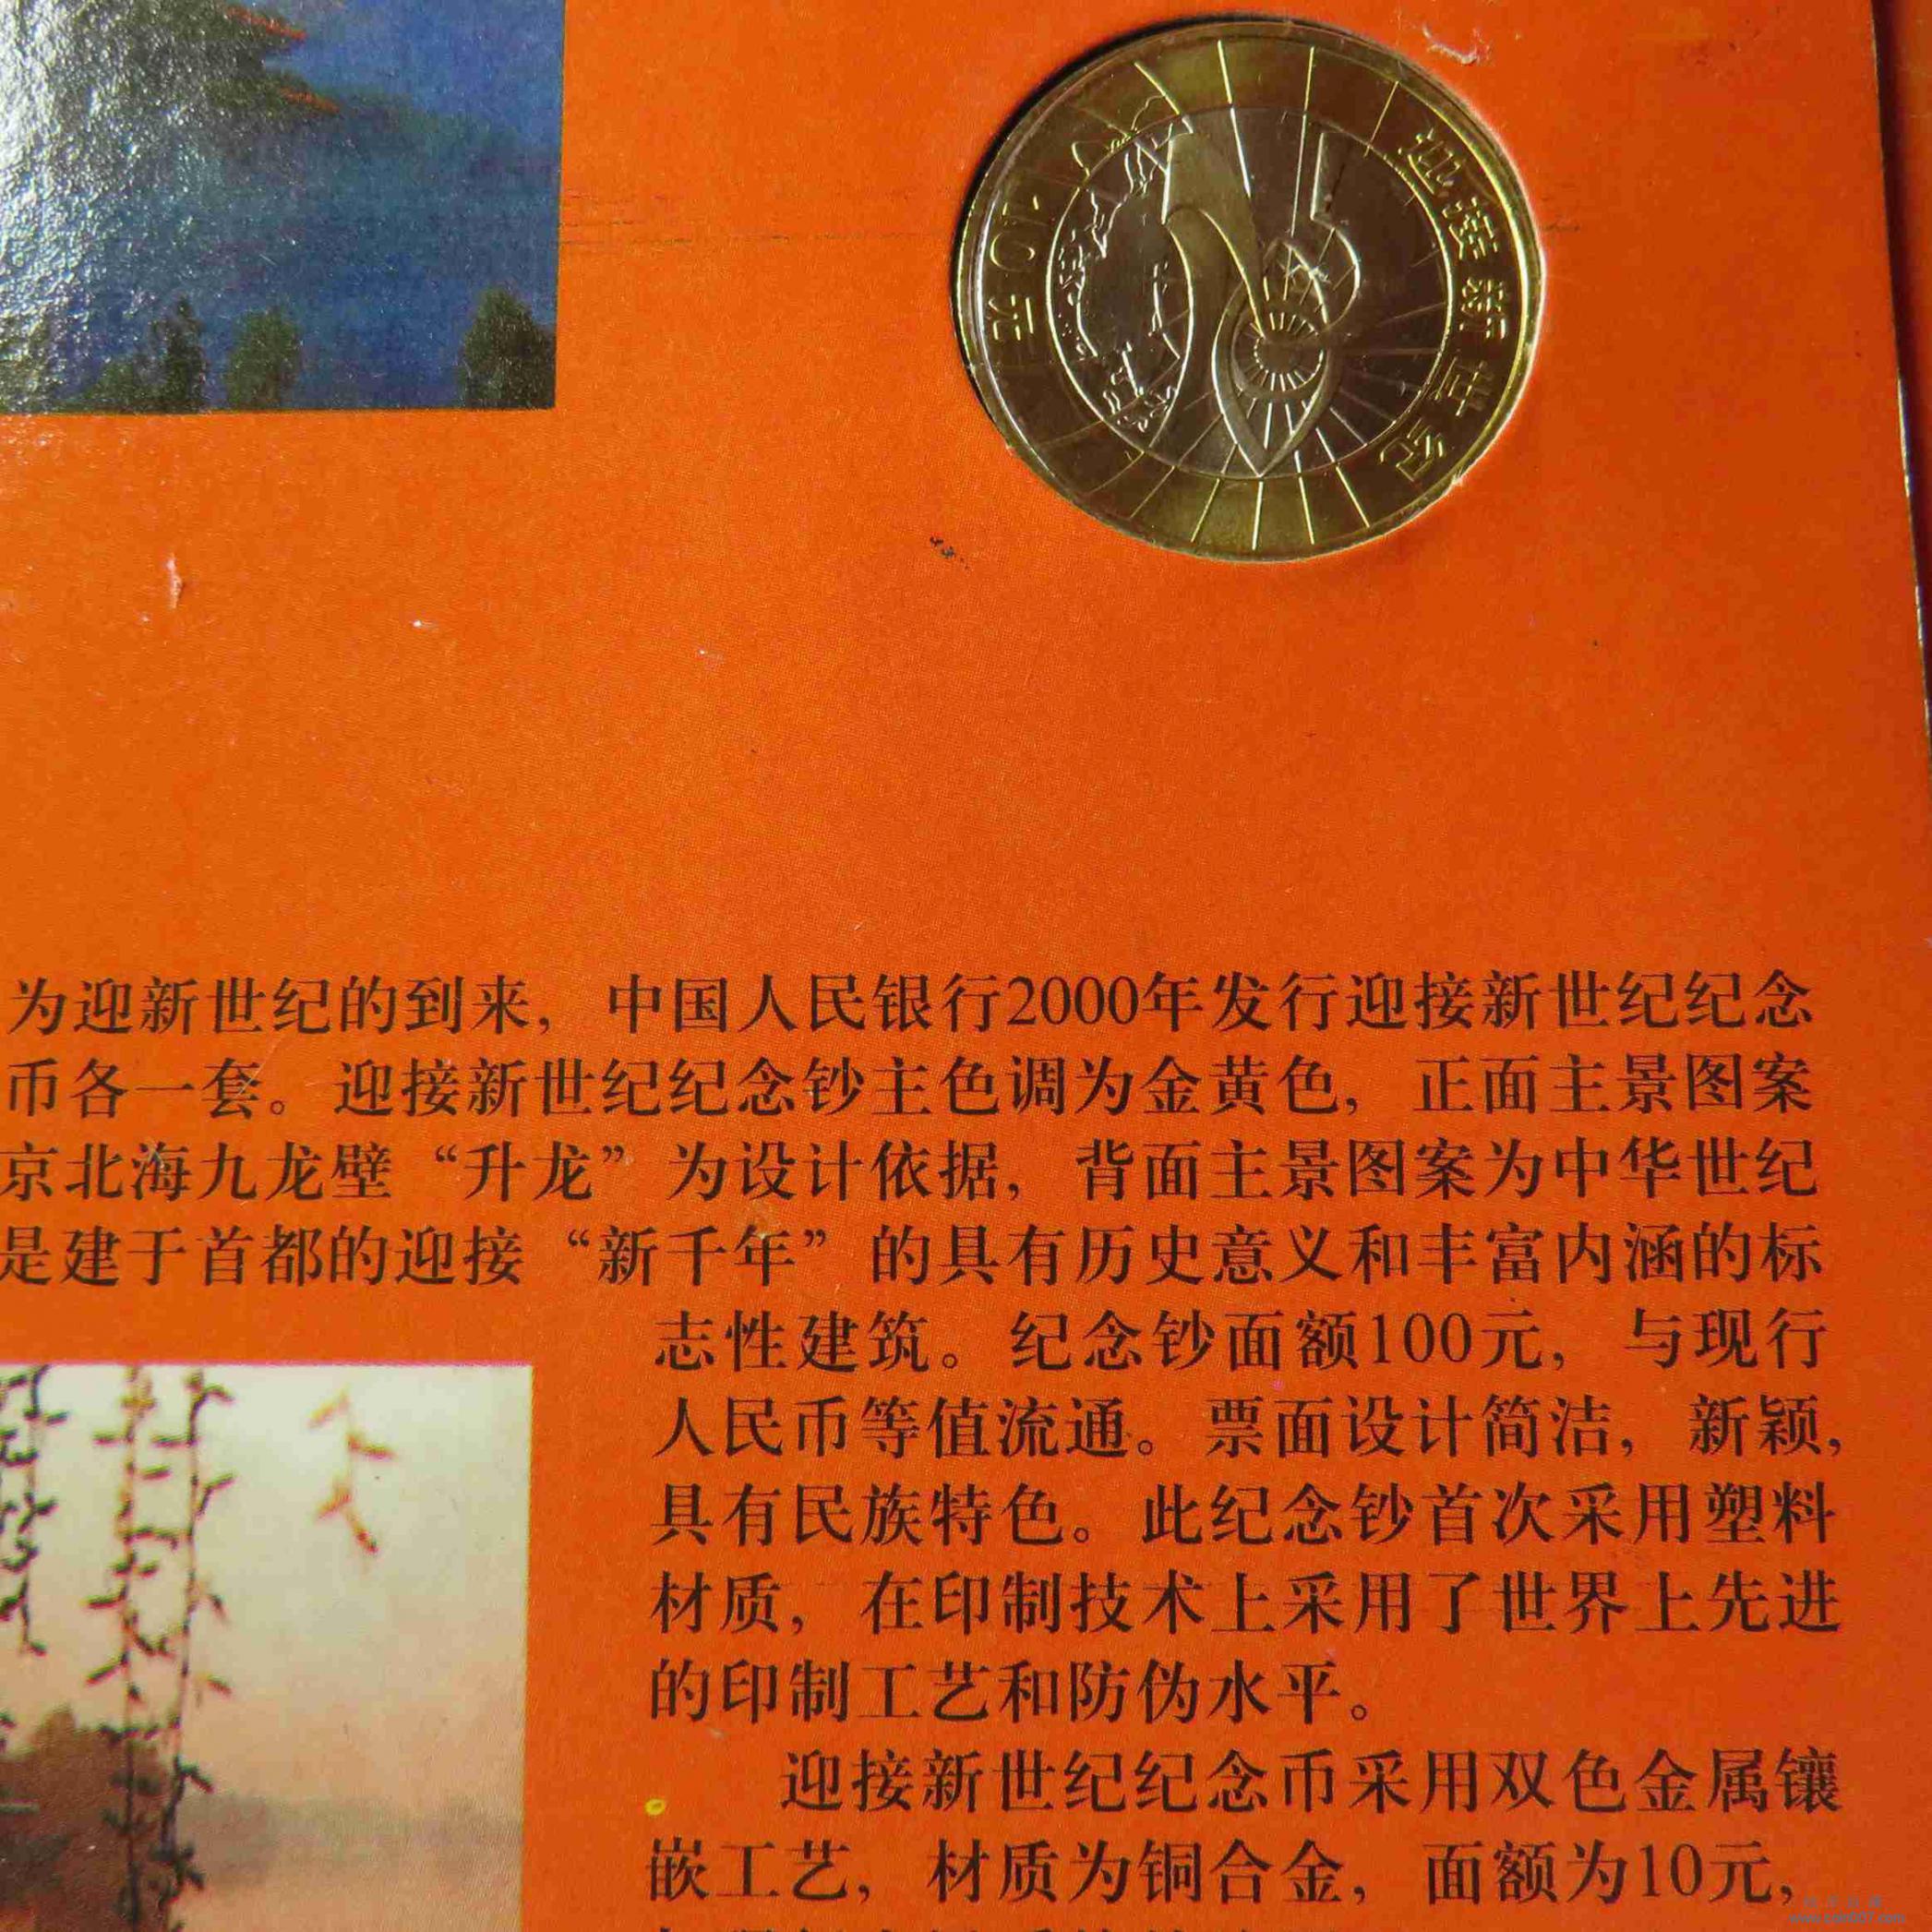 10元
迎接新世纪
为迎新世纪的到来，中国人民银行2000年发行迎接新世纪纪念
币各一套。迎接新世纪纪念钞主色调为金黄色，正面主景图案
京北海九龙壁“升龙”为设计依据，背面主景图案为中华世纪
是建于首都的迎接“新千年”的具有历史意义和丰富内涵的标
志性建筑。纪念钞面额100元，与现行
人民币等值流通。票面设计简洁，新颖，
具有民族特色。此纪念钞首次采用塑料
材质，在印制技术上采用了世界上先进
的印制工艺和防伪水平。
迎接新世纪纪念币采用双色金属镶
嵌工艺，材质为铜合金，面额为10元，